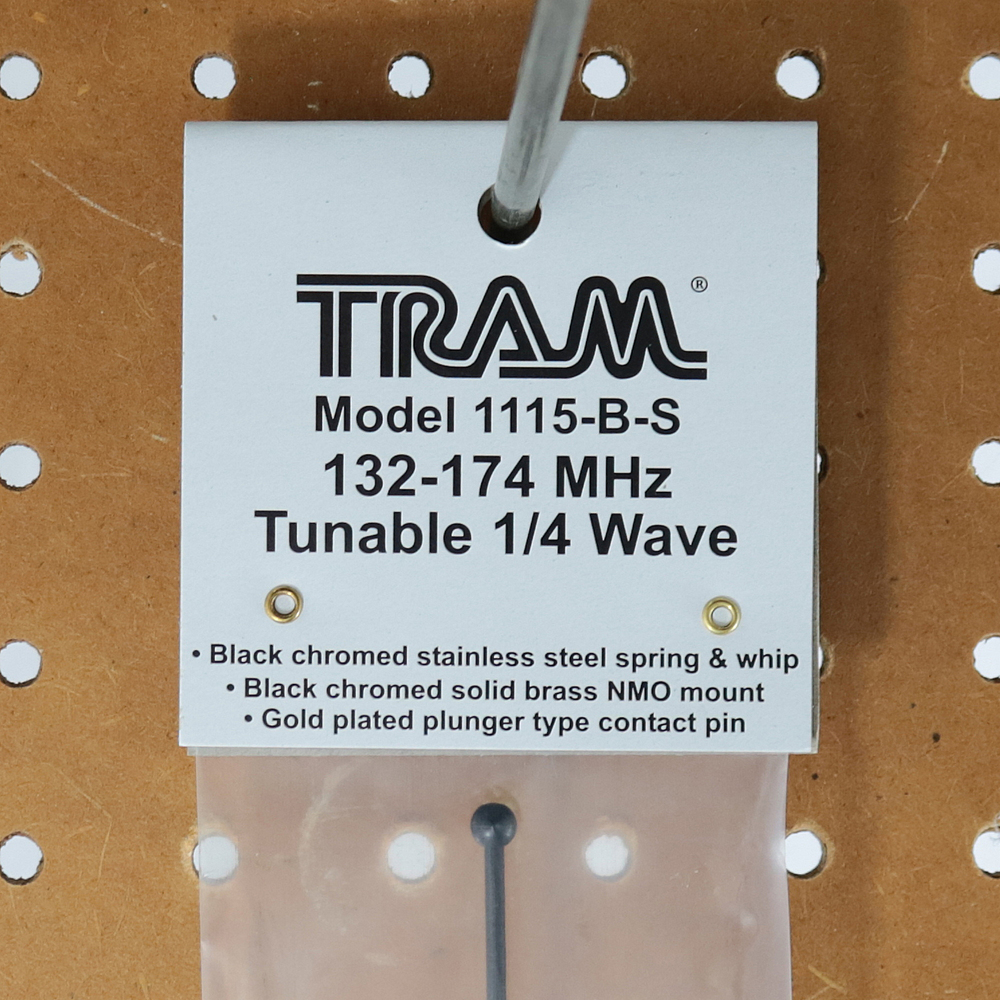 TRAM®
Model 1115-B-S
132-174 MHz
Tunable 1/4 Wave
• Black chromed stainless steel spring & whip
• Black chromed solid brass NMO mount
• Gold plated plunger type contact pin